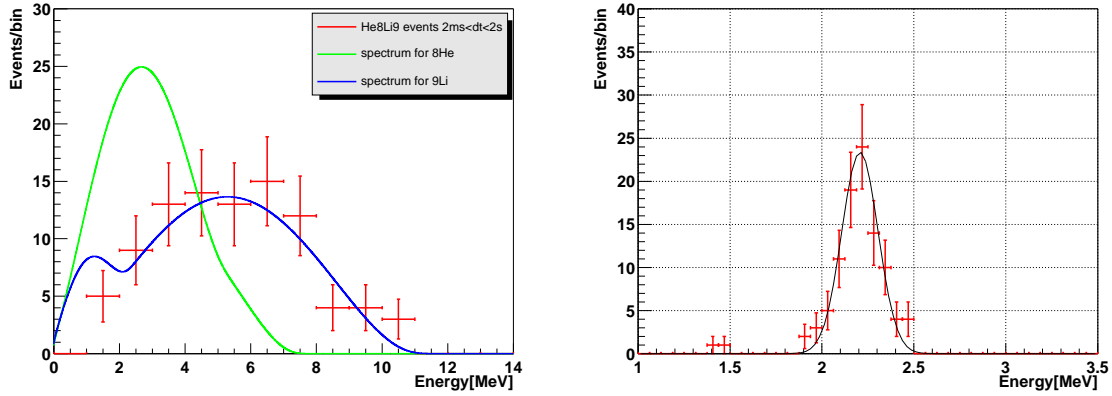 Events/bin
30
25
20
15
10
5
0
He8Li9 events 2ms<dt<2s
spectrum for 8He
spectrum for 9Li
0 2 4 6 8 10 12 14
Energy[MeV]
Events/bin
40
35
30
25
20
15
10
5
0
1 1.5 2 2.5 3 3.5
Energy[MeV]